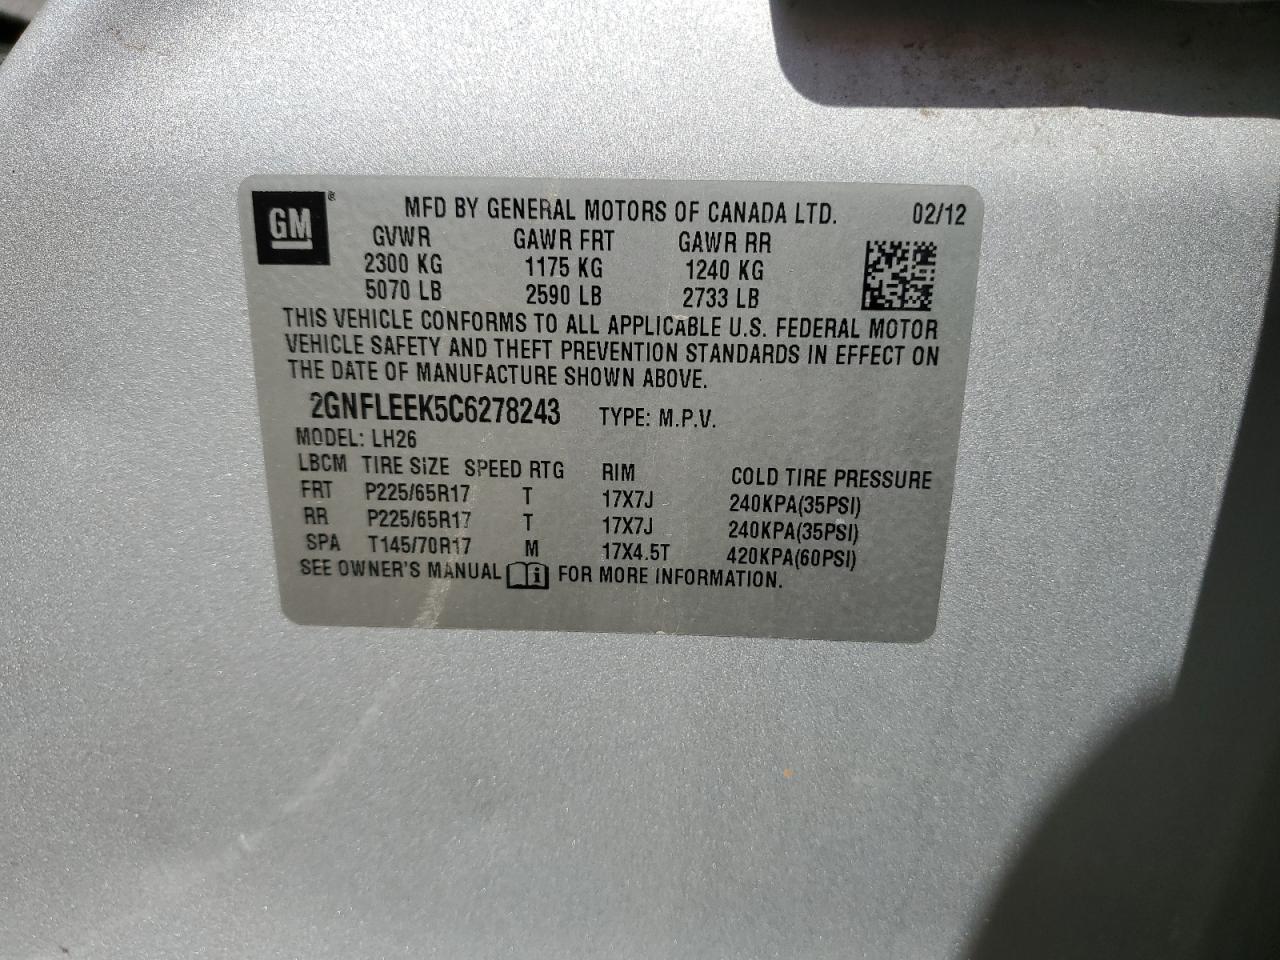 GM®
MFD BY GENERAL MOTORS OF CANADA LTD. 02/12
GVWR GAWR FRT GAWR RR
2300 KG 1175 KG 1240 KG
5070 LB 2590 LB 2733 LB
THIS VEHICLE CONFORMS TO ALL APPLICABLE U.S. FEDERAL MOTOR
VEHICLE SAFETY AND THEFT PREVENTION STANDARDS IN EFFECT ON
THE DATE OF MANUFACTURE SHOWN ABOVE.
2GNFLEEK5C6278243 TYPE: M.P.V.
MODEL: LH26
LBCM TIRE SIZE SPEED RTG RIM COLD TIRE PRESSURE
FRT P225/65R17 T 17X7J 240KPA(35PSI)
RR P225/65R17 T 17X7J 240KPA(35PSI)
SPA T145/70R17 M 17X4.5T 420KPA(60PSI)
SEE OWNER'S MANUAL i FOR MORE INFORMATION.